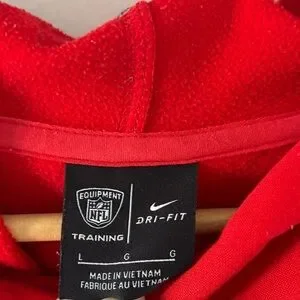 EQUIPMENT
NFL
TRAINING
DRI-FIT
L G G
MADE IN VIETNAM
FABRIQUÉ AU VIETNAM